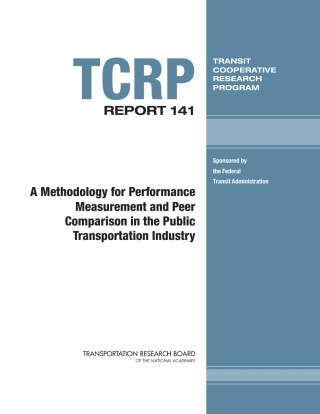 TCRP
REPORT 141
TRANSIT
COOPERATIVE
RESEARCH
PROGRAM
Sponsored by
the Federal
Transit Administration
A Methodology for Performance
Measurement and Peer
Comparison in the Public
Transportation Industry
TRANSPORTATION RESEARCH BOARD
OF THE NATIONAL ACADEMIES